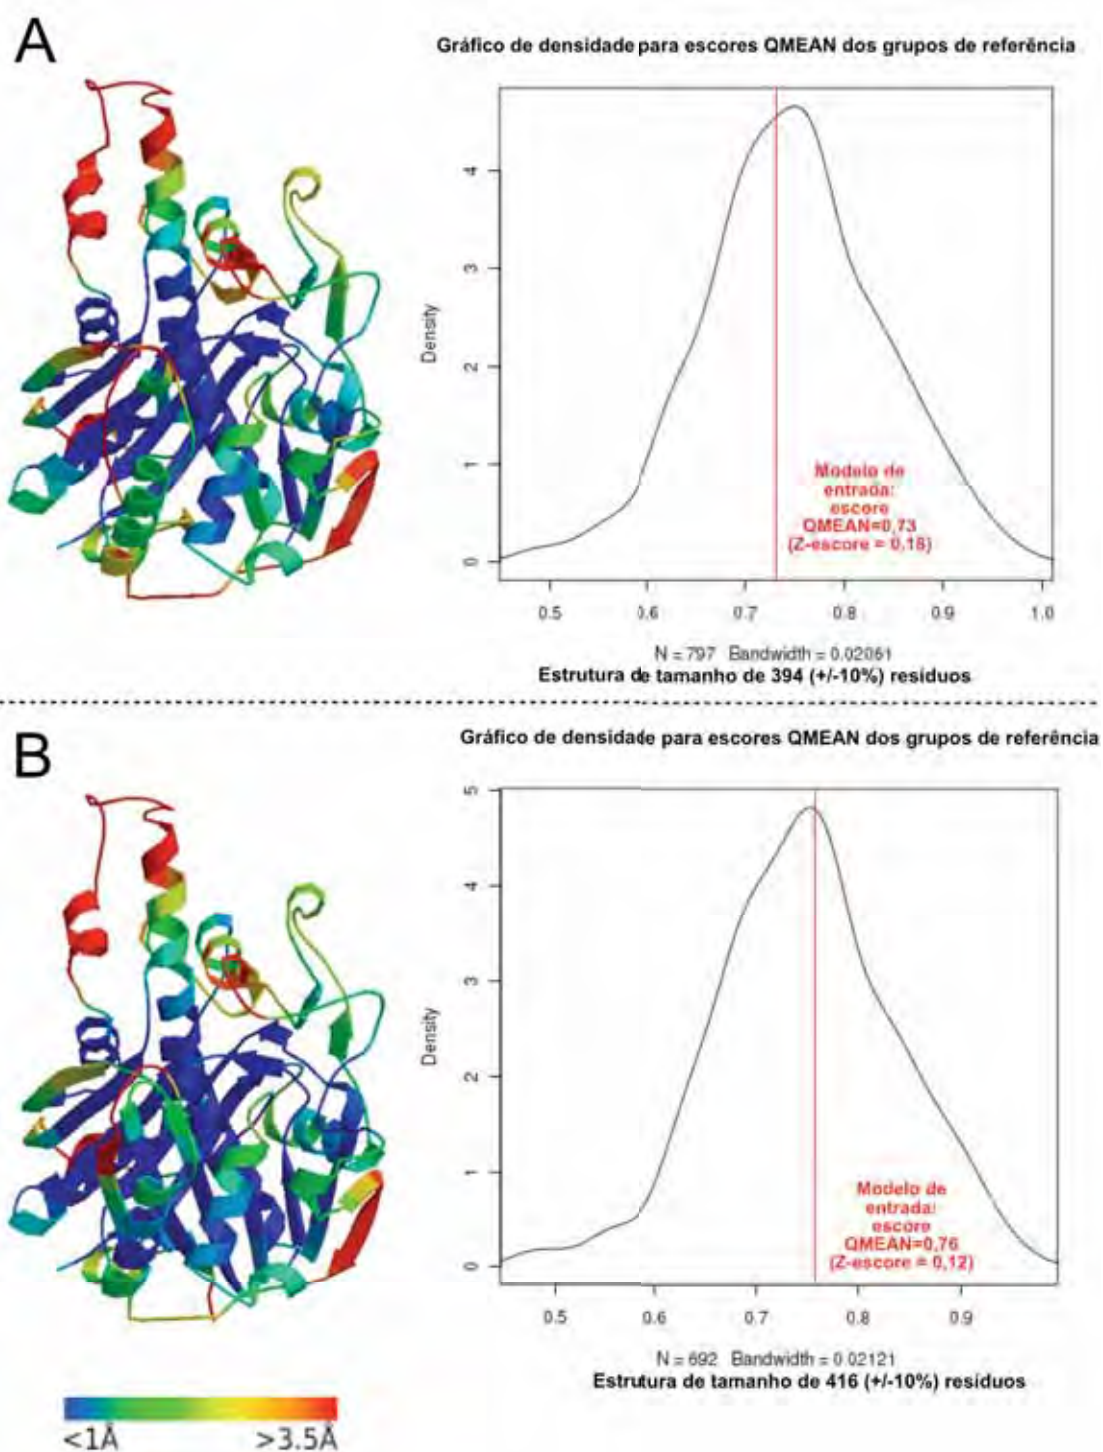 A
Gráfico de densidade para escores QMEAN dos grupos de referência
Density
4
3
2
1
0
Modelo de
entrada:
escore
QMEAN=0,73
(Z-escore = 0,18)
0.5 0.6 0.7 0.8 0.9 1.0
N = 797 Bandwidth = 0.02061
Estrutura de tamanho de 394 (+/-10%) resíduos
B
Gráfico de densidade para escores QMEAN dos grupos de referência
Density
5
4
3
2
1
0
Modelo de
entrada:
escore
QMEAN=0,76
(Z-escore = 0,12)
0.5 0.6 0.7 0.8 0.9
N = 692 Bandwidth = 0.02121
Estrutura de tamanho de 416 (+/-10%) resíduos
<1Å >3.5Å